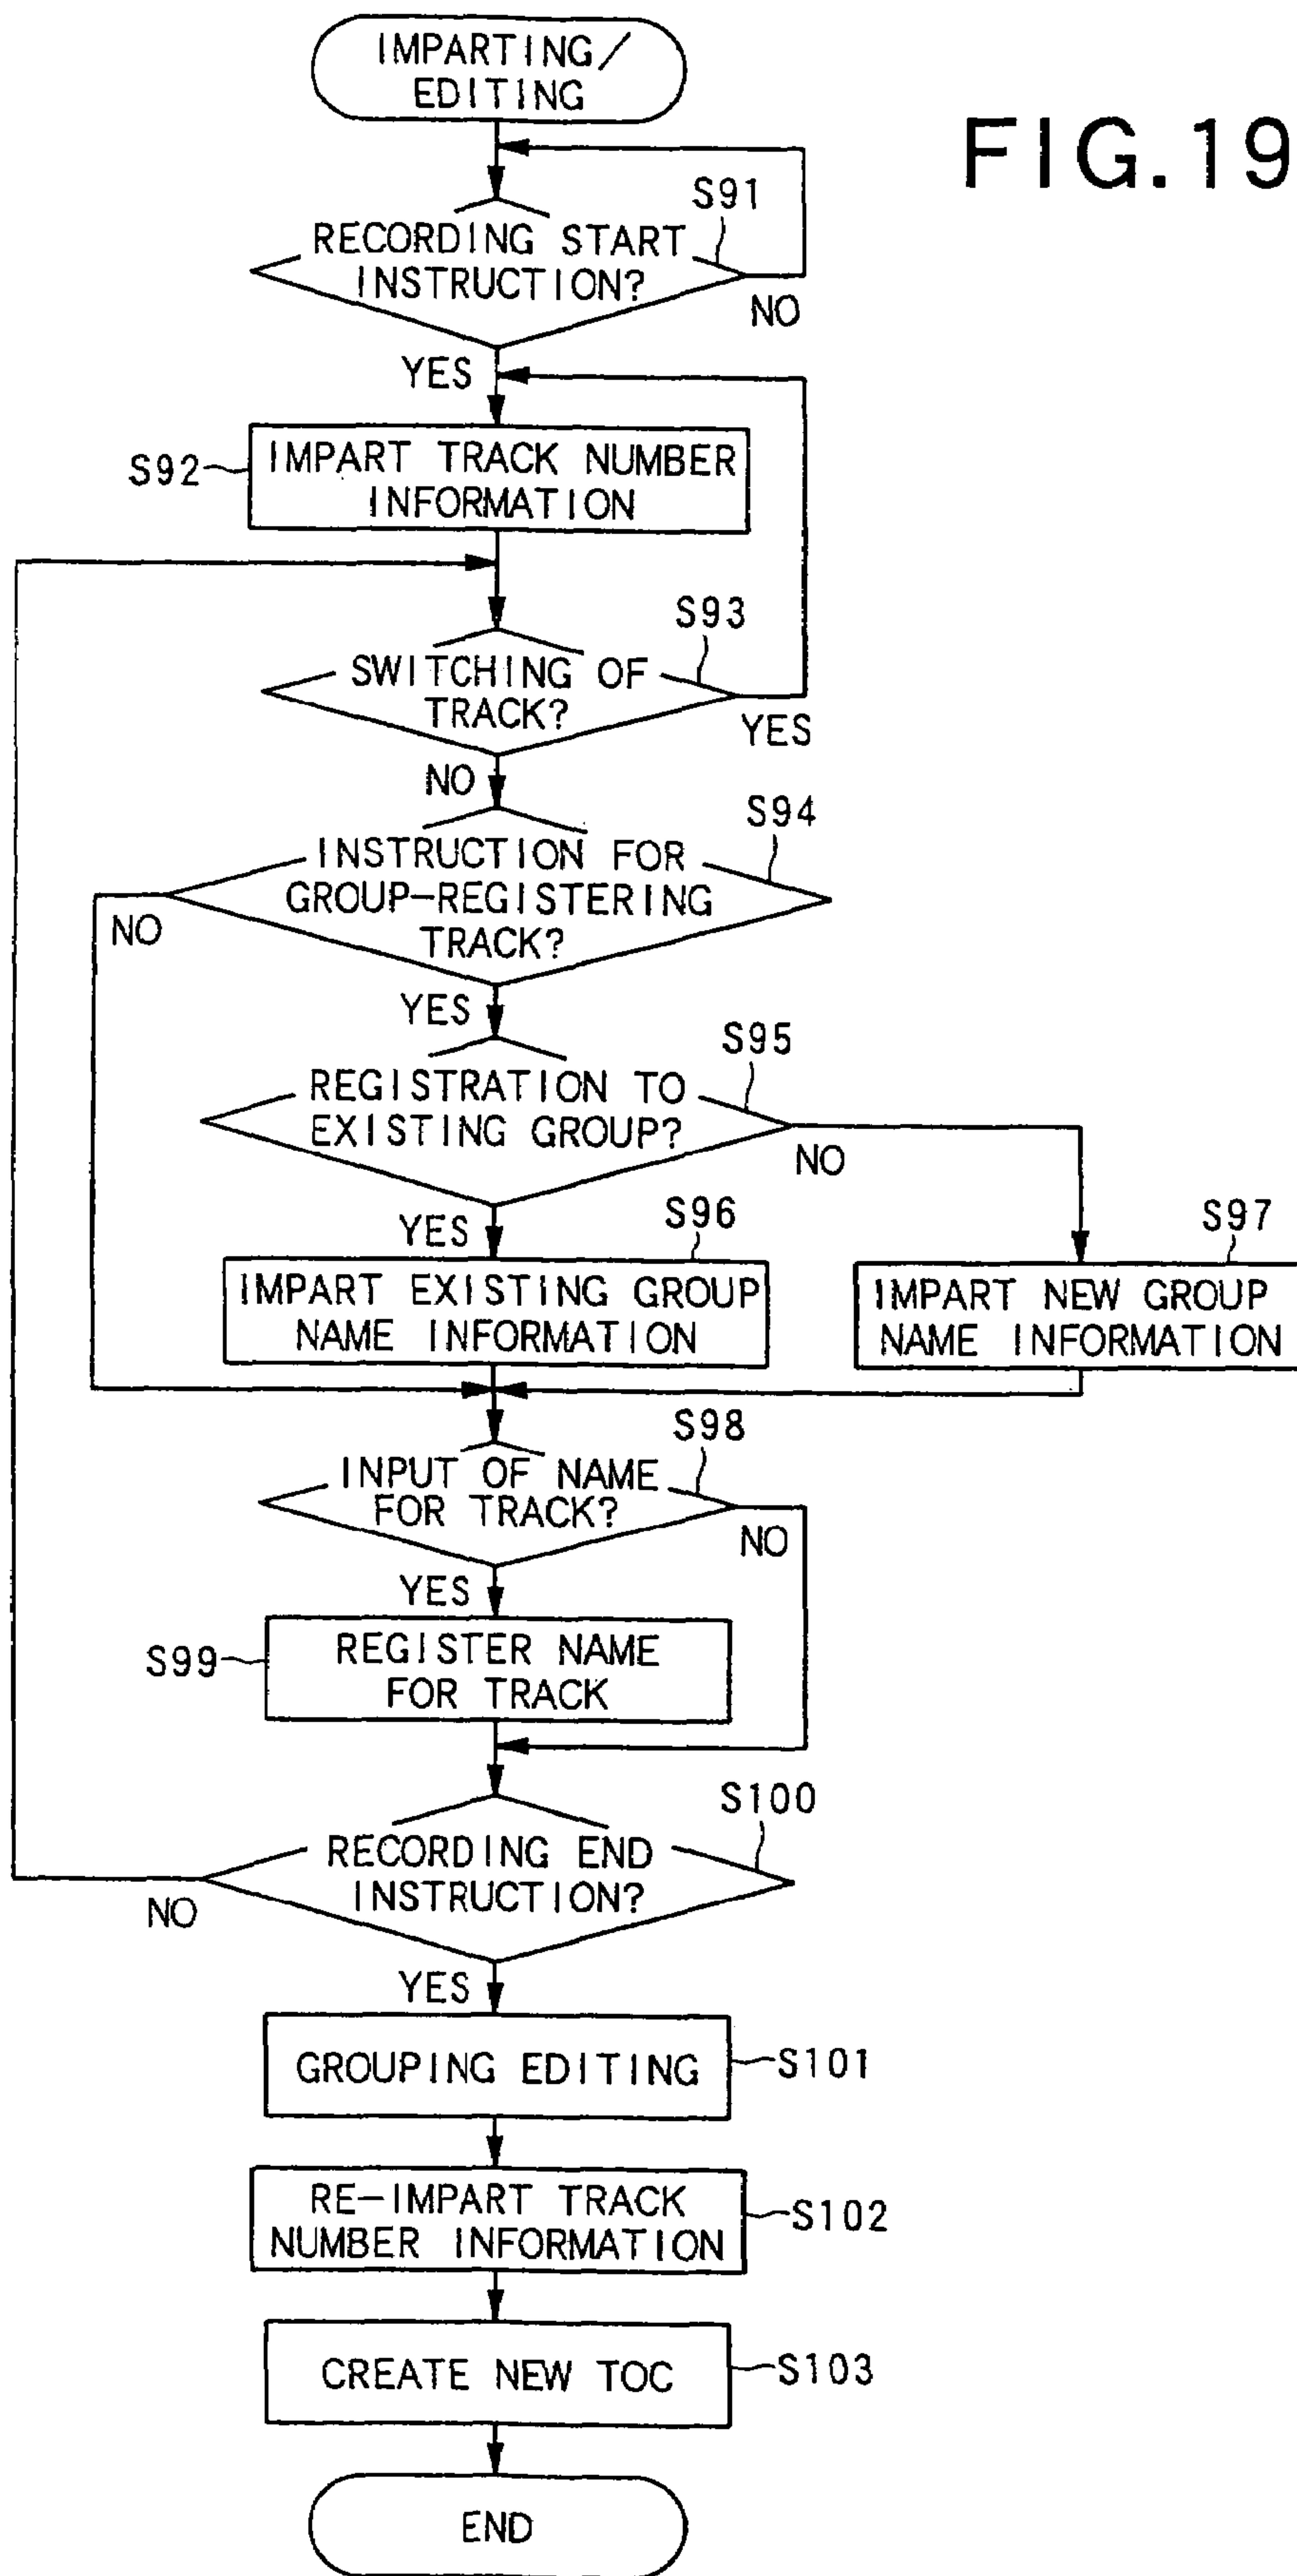 IMPARTING/
EDITING
FIG.19
S91
RECORDING START
INSTRUCTION?
NO
YES
S92
IMPART TRACK NUMBER
INFORMATION
S93
SWITCHING OF
TRACK?
YES
NO
S94
INSTRUCTION FOR
GROUP-REGISTERING
TRACK?
NO
YES
S95
REGISTRATION TO
EXISTING GROUP?
NO
YES
S96
S97
IMPART EXISTING GROUP
NAME INFORMATION
IMPART NEW GROUP
NAME INFORMATION
S98
INPUT OF NAME
FOR TRACK?
NO
YES
S99
REGISTER NAME
FOR TRACK
S100
RECORDING END
INSTRUCTION?
NO
YES
GROUPING EDITING
S101
RE-IMPART TRACK
NUMBER INFORMATION
S102
CREATE NEW TOC
S103
END